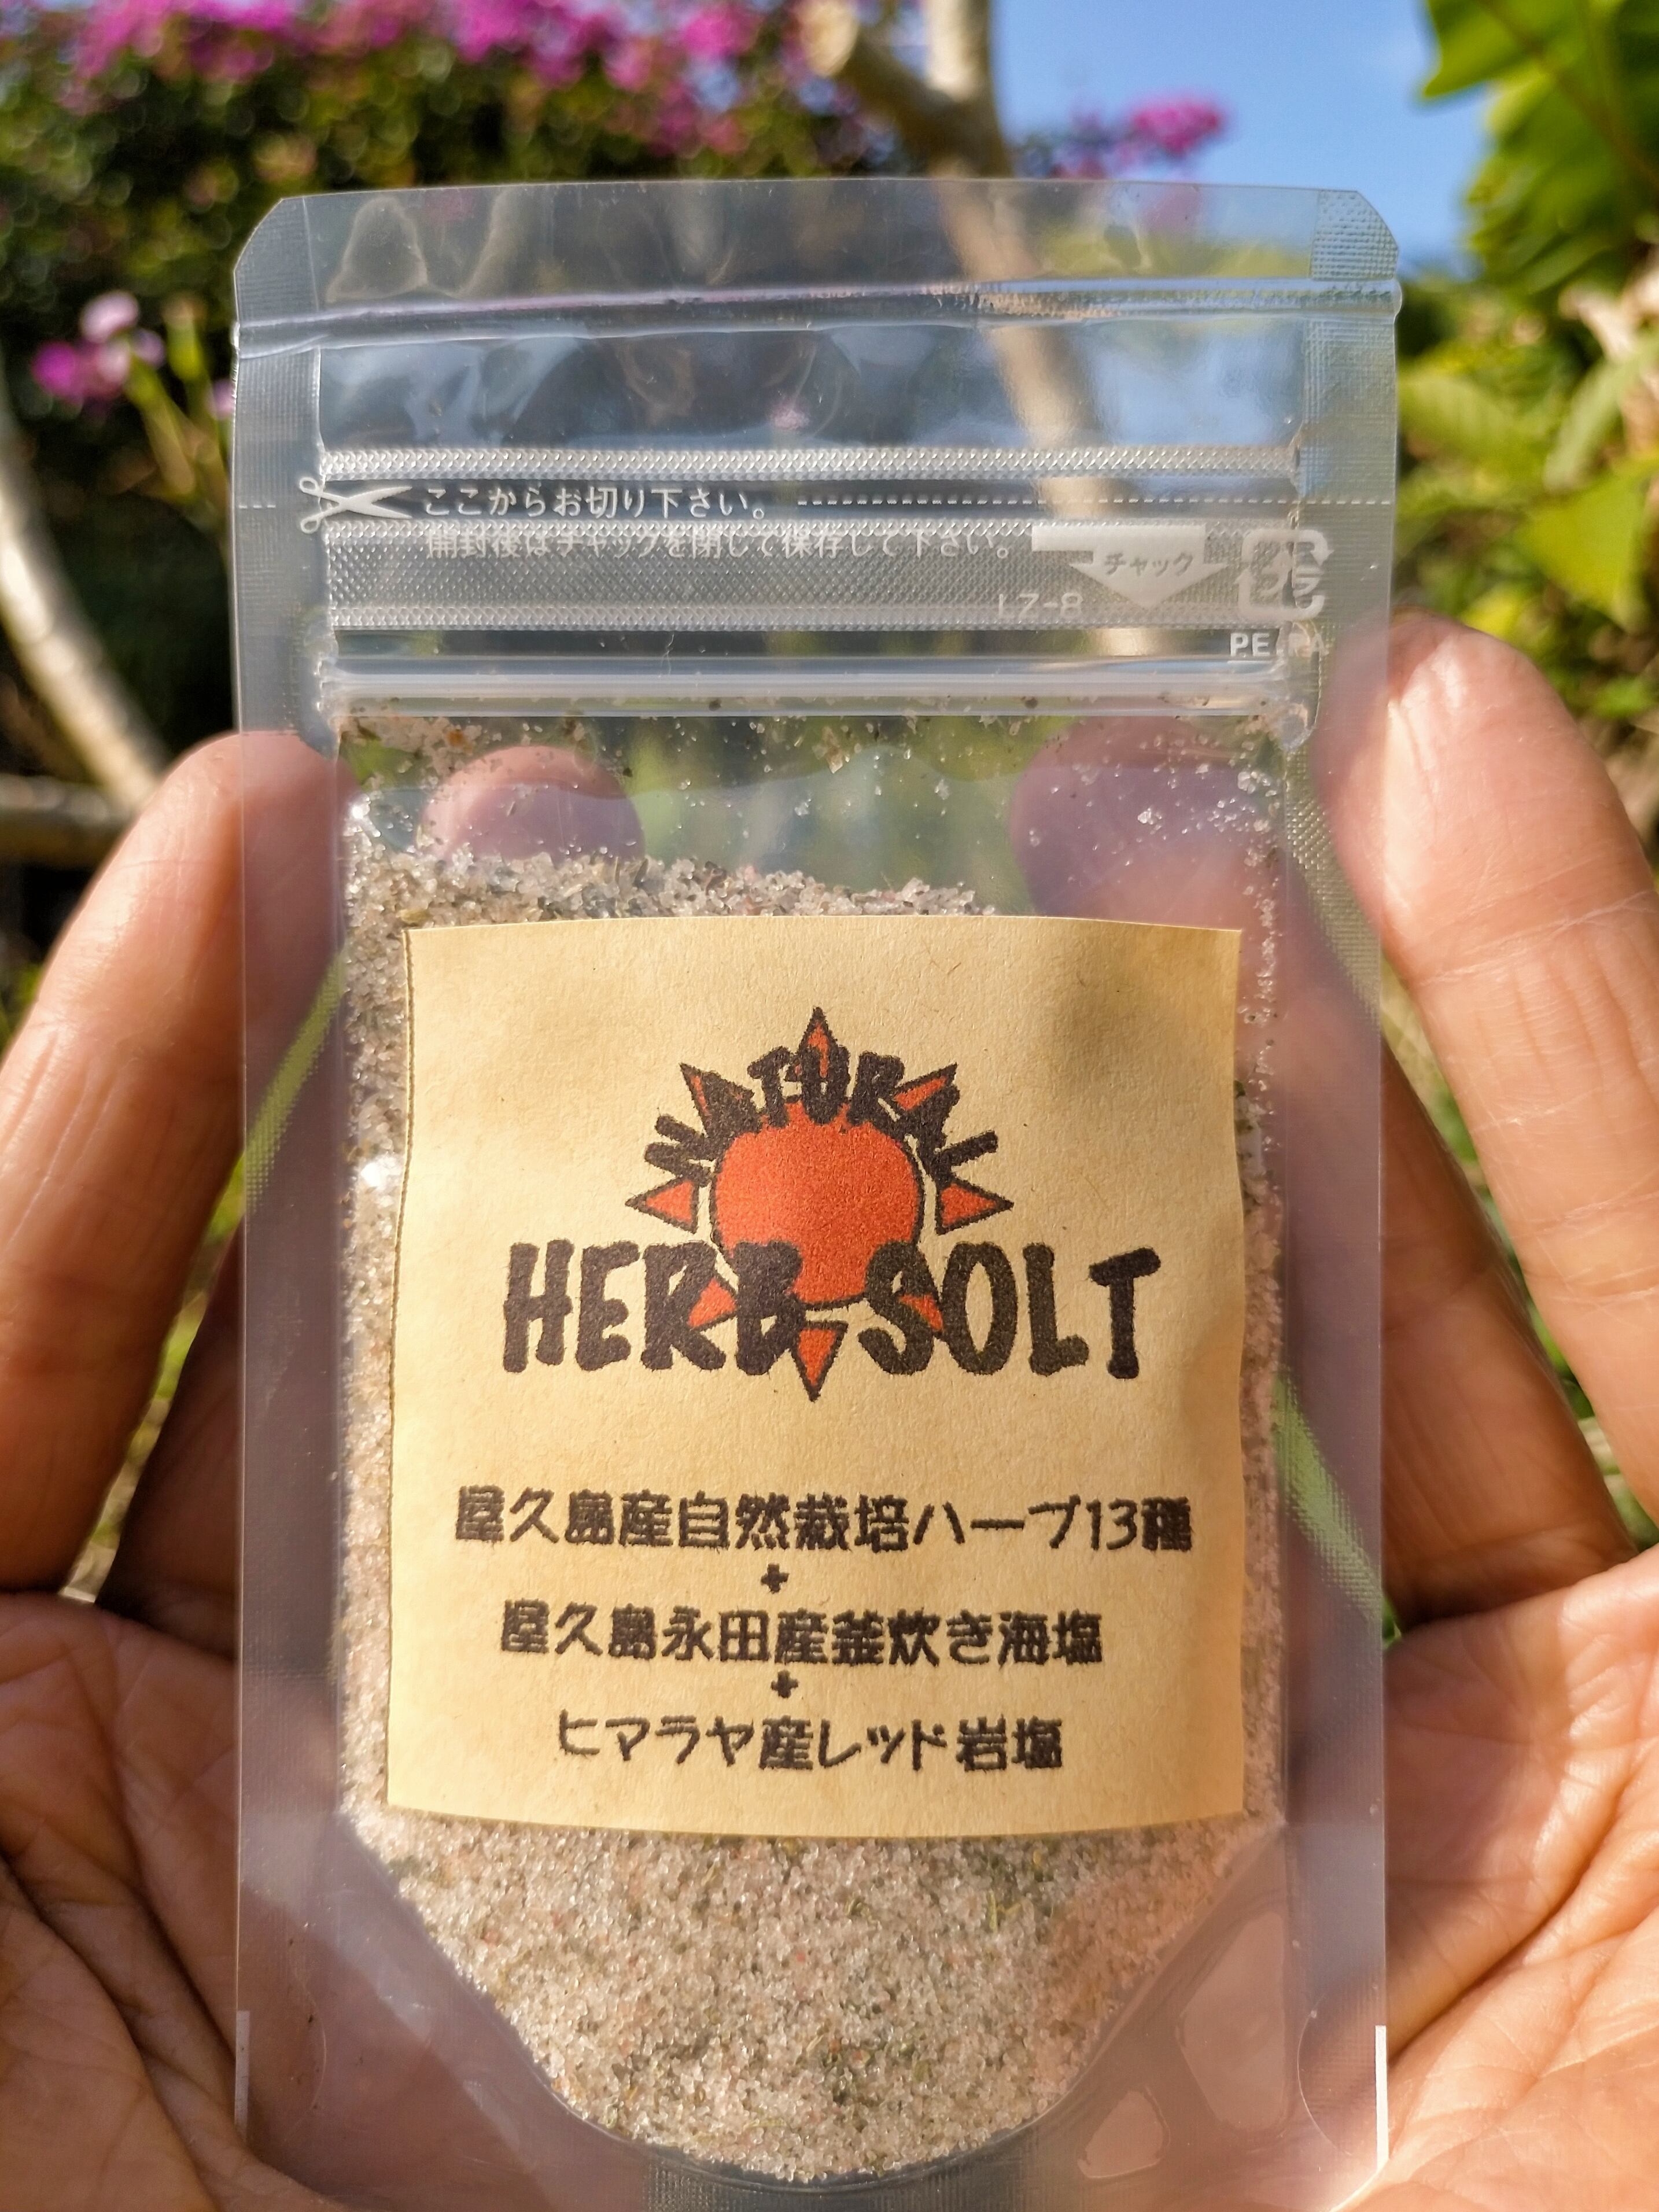 ここからお切り下さい。
開封後はチャックを閉じて保存して下さい。
チャック
LZ-8
プラ
PE,PA
NATURAL
HERB SOLT
屋久島産自然栽培ハーブ13種
+
屋久島永田産釜炊き海塩
+
ヒマラヤ産レッド岩塩